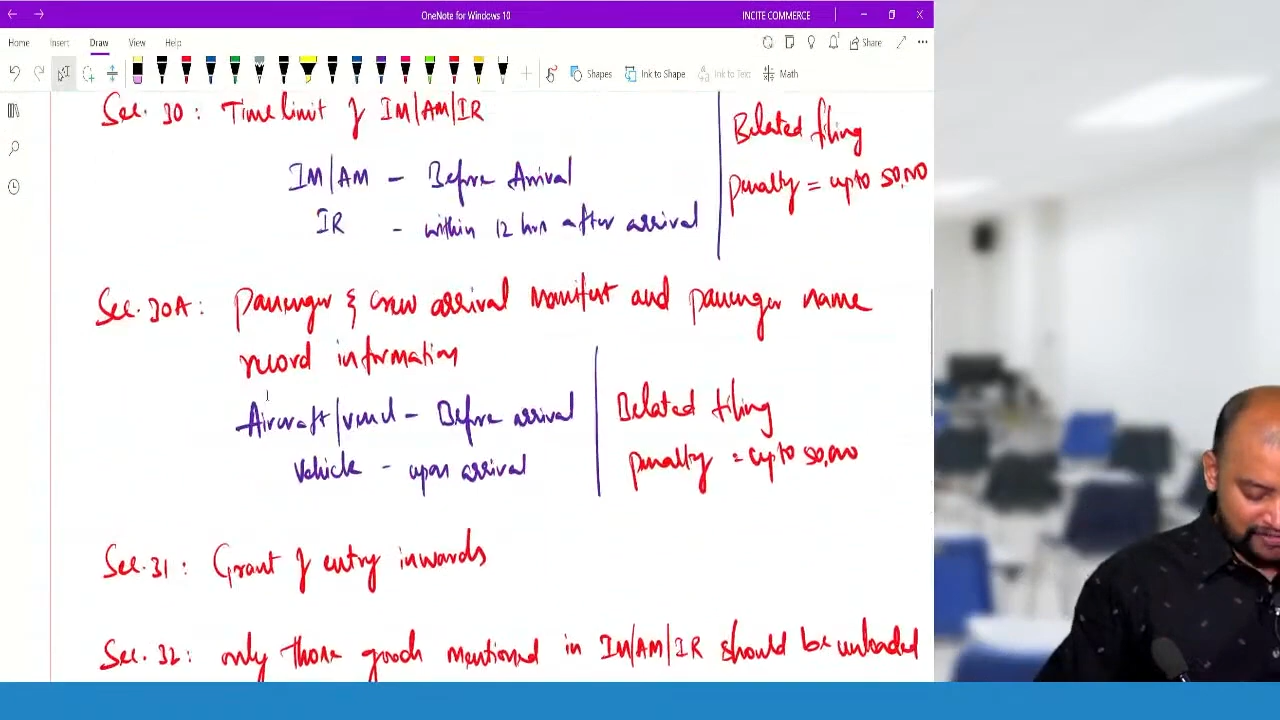 OneNote for Windows 10
INCITE COMMERCE
Home Insert Draw View Help
Share
Shapes Ink to Shape Ink to Text Math
Sec. 30 : Time limit of IM/AM/IR
IM/AM - Before Arrival
IR - within 12 hrs after arrival
Belated filing
penalty = upto 50,000
Sec. 30A : passenger & crew arrival manifest and passenger name
record information
Aircraft/vessel - Before arrival
Vehicle - upon arrival
Belated filing
penalty = upto 50,000
Sec. 31 : Grant of entry inwards
Sec. 32 : only those goods mentioned in IM/AM/IR should be unloaded